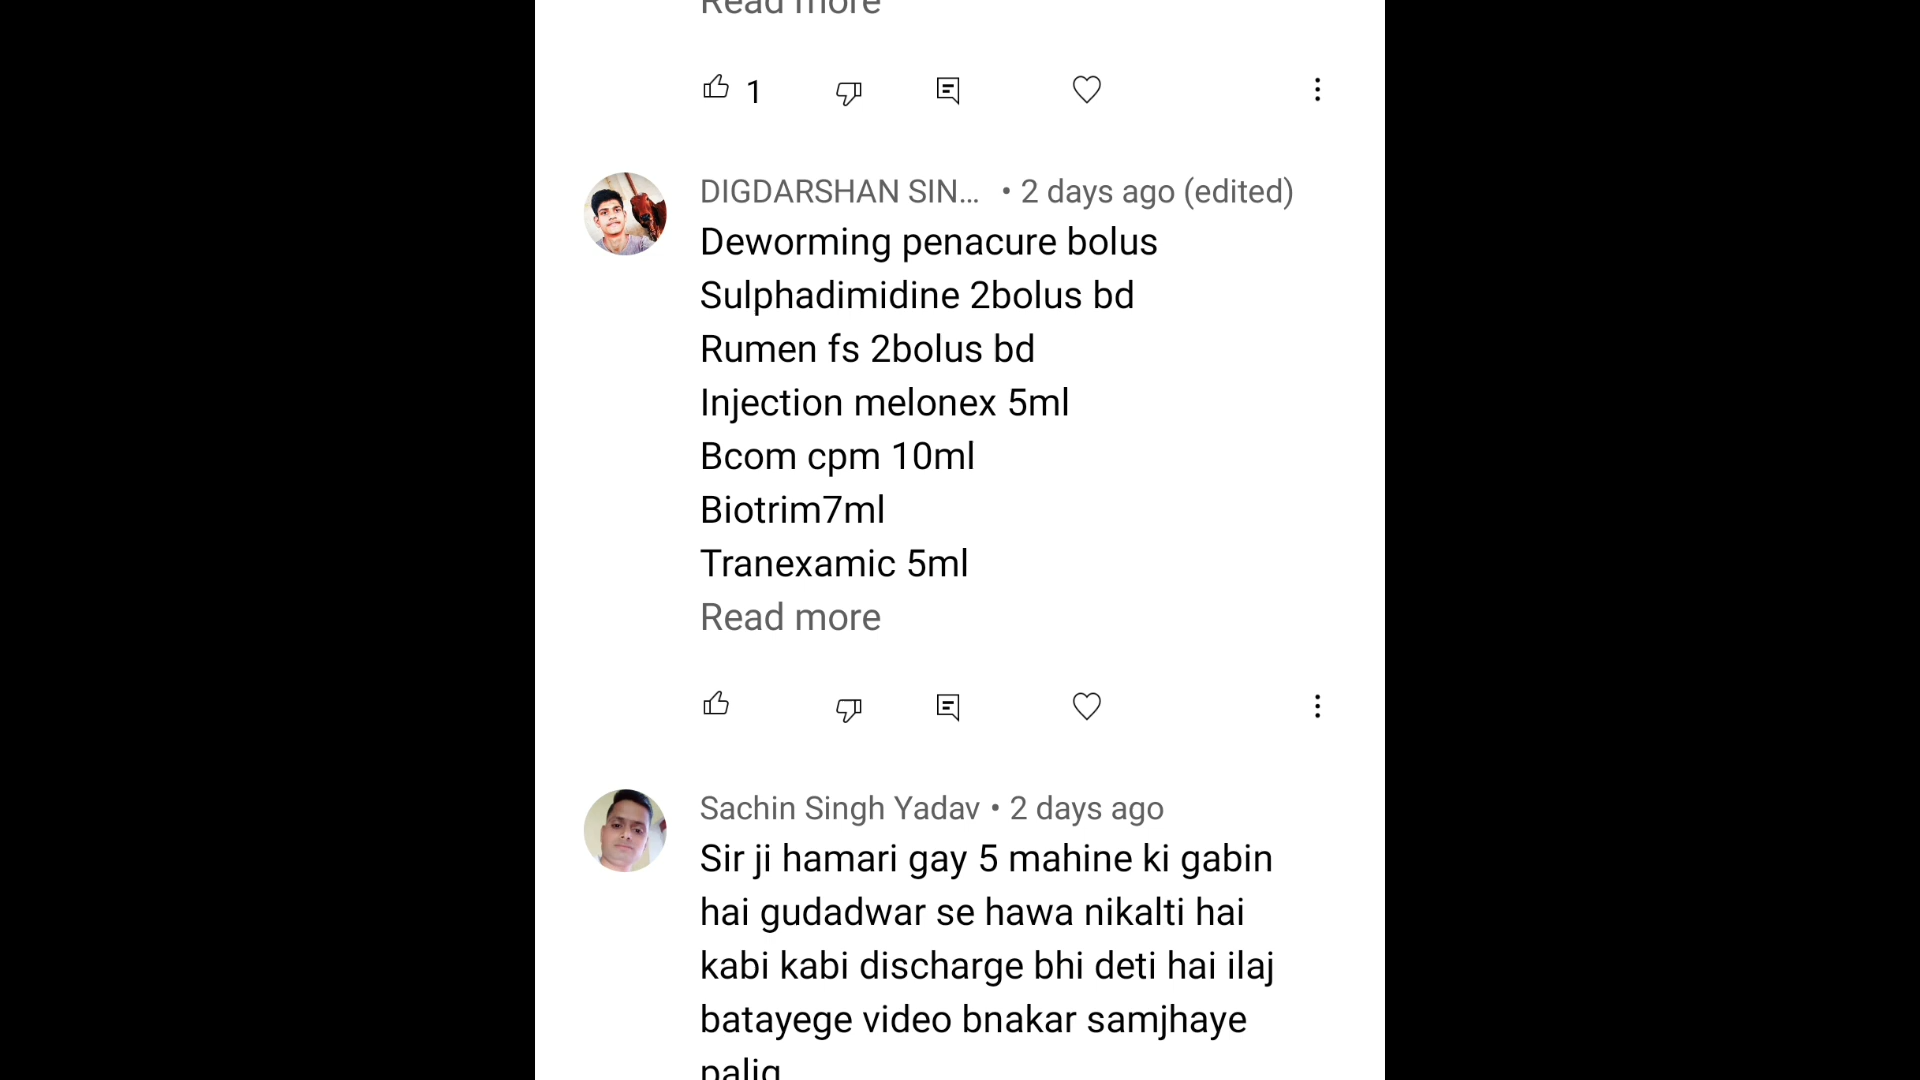 Read more
1
DIGDARSHAN SIN... • 2 days ago (edited)
Deworming penacure bolus
Sulphadimidine 2bolus bd
Rumen fs 2bolus bd
Injection melonex 5ml
Bcom cpm 10ml
Biotrim7ml
Tranexamic 5ml
Read more
Sachin Singh Yadav • 2 days ago
Sir ji hamari gay 5 mahine ki gabin
hai gudadwar se hawa nikalti hai
kabi kabi discharge bhi deti hai ilaj
batayege video bnakar samjhaye